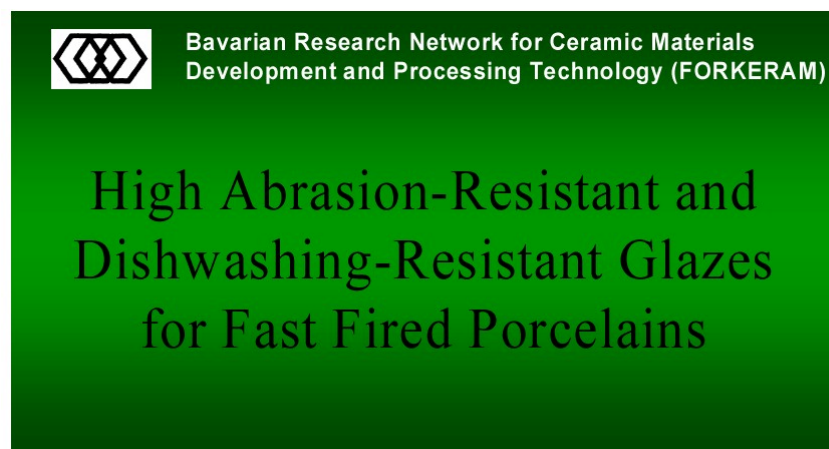 Bavarian Research Network for Ceramic Materials
Development and Processing Technology (FORKERAM)
High Abrasion-Resistant and
Dishwashing-Resistant Glazes
for Fast Fired Porcelains